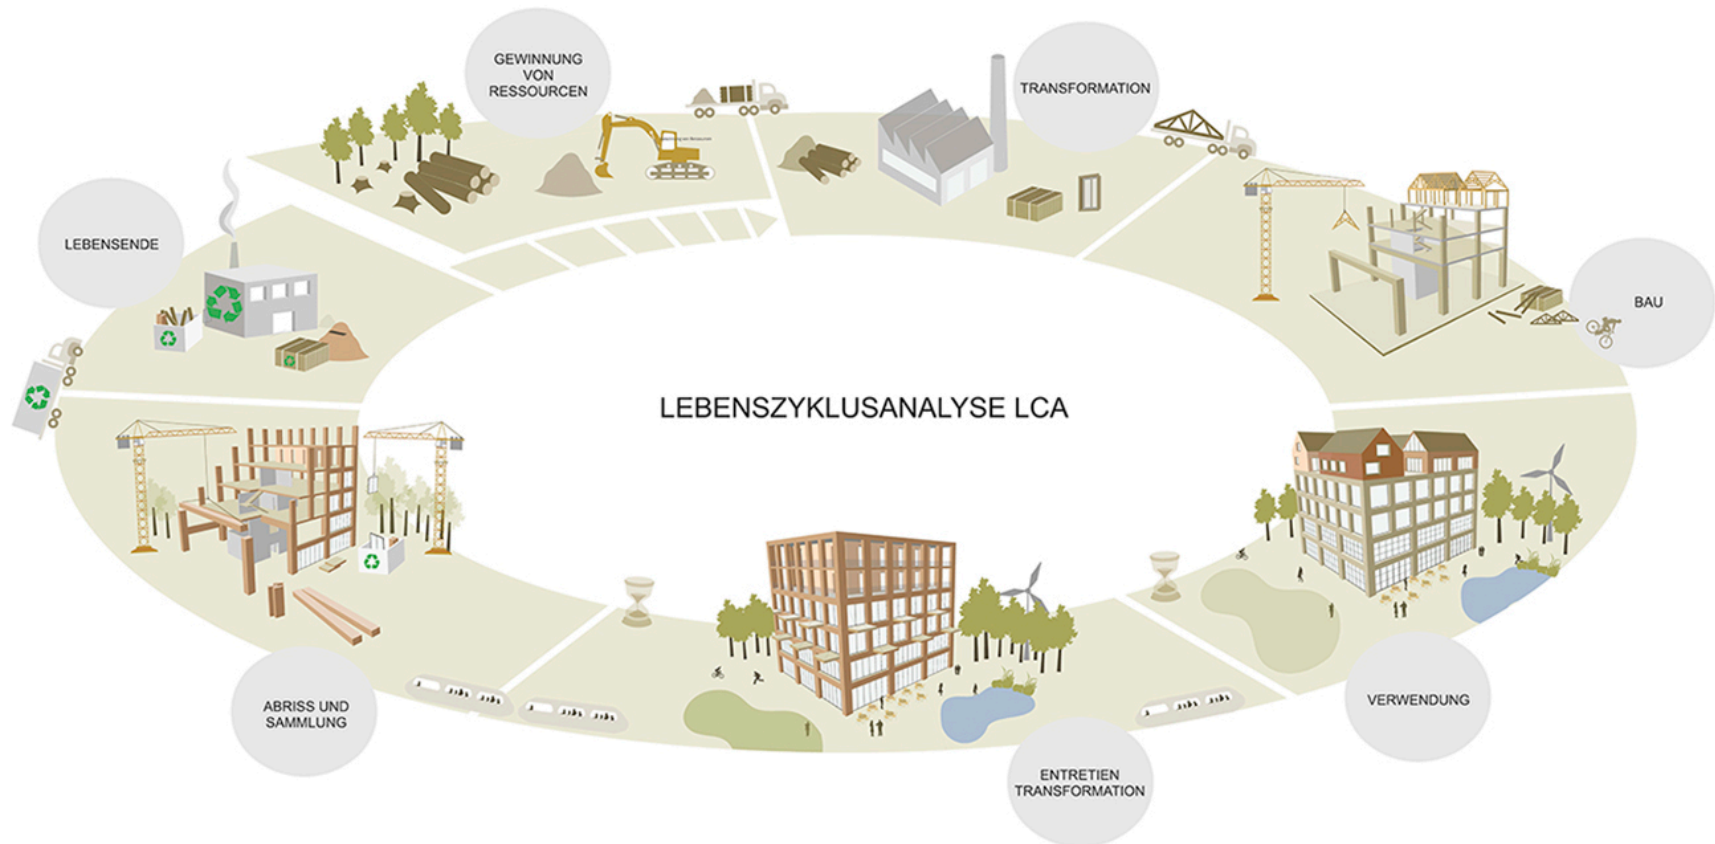 GEWINNUNG
VON
RESSOURCEN
TRANSFORMATION
LEBENSENDE
BAU
LEBENSZYKLUSANALYSE LCA
ABRISS UND
SAMMLUNG
VERWENDUNG
ENTRETIEN
TRANSFORMATION